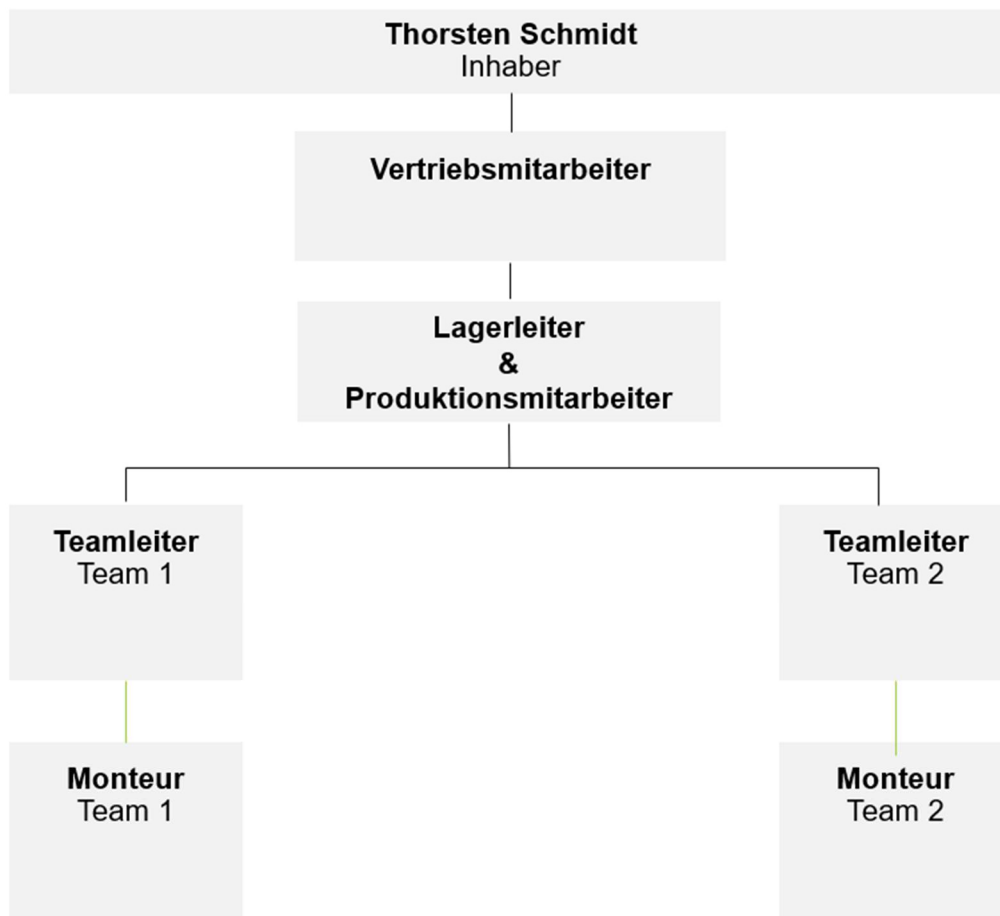 Thorsten Schmidt
Inhaber
Vertriebsmitarbeiter
Lagerleiter
&
Produktionsmitarbeiter
Teamleiter
Team 1
Teamleiter
Team 2
Monteur
Team 1
Monteur
Team 2